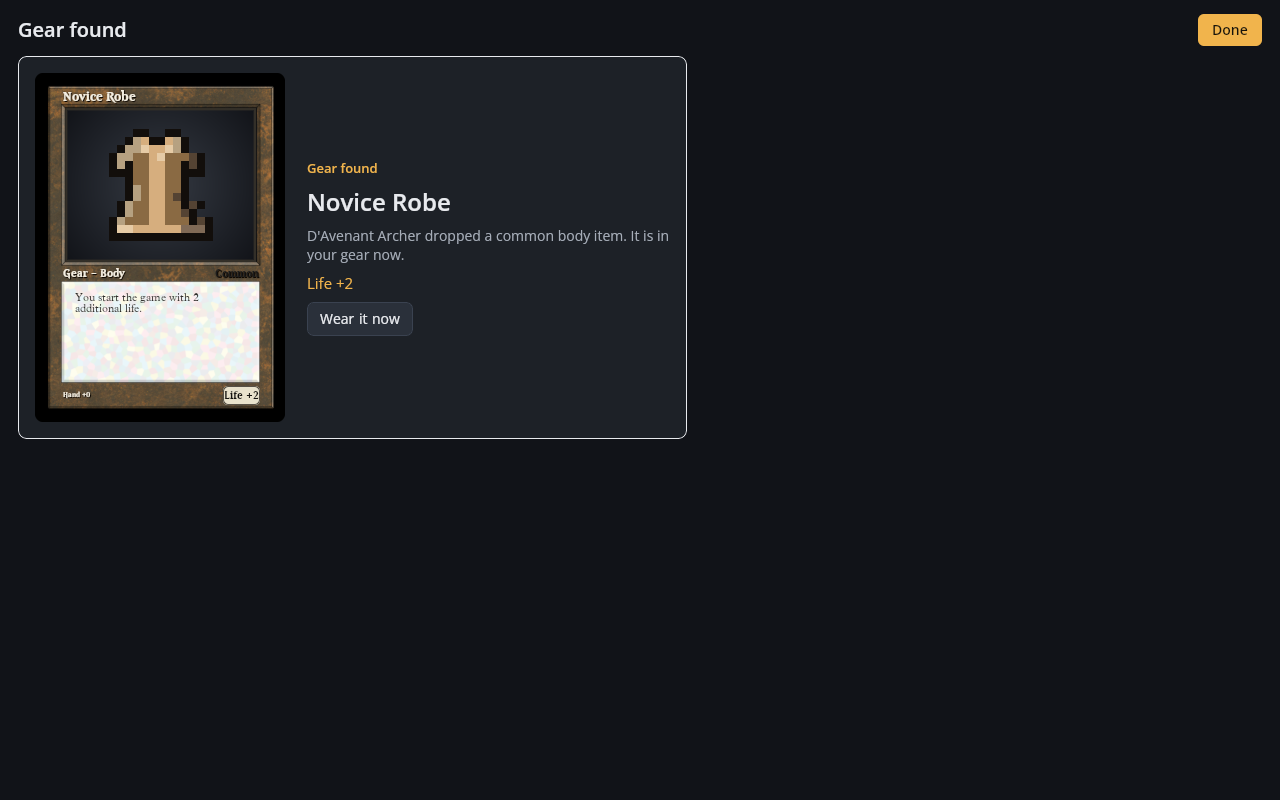 Gear found
Done
Novice Robe
Gear – Body
Common
You start the game with 2
additional life.
Hand +0
Life +2
Gear found
Novice Robe
D'Avenant Archer dropped a common body item. It is in
your gear now.
Life +2
Wear it now